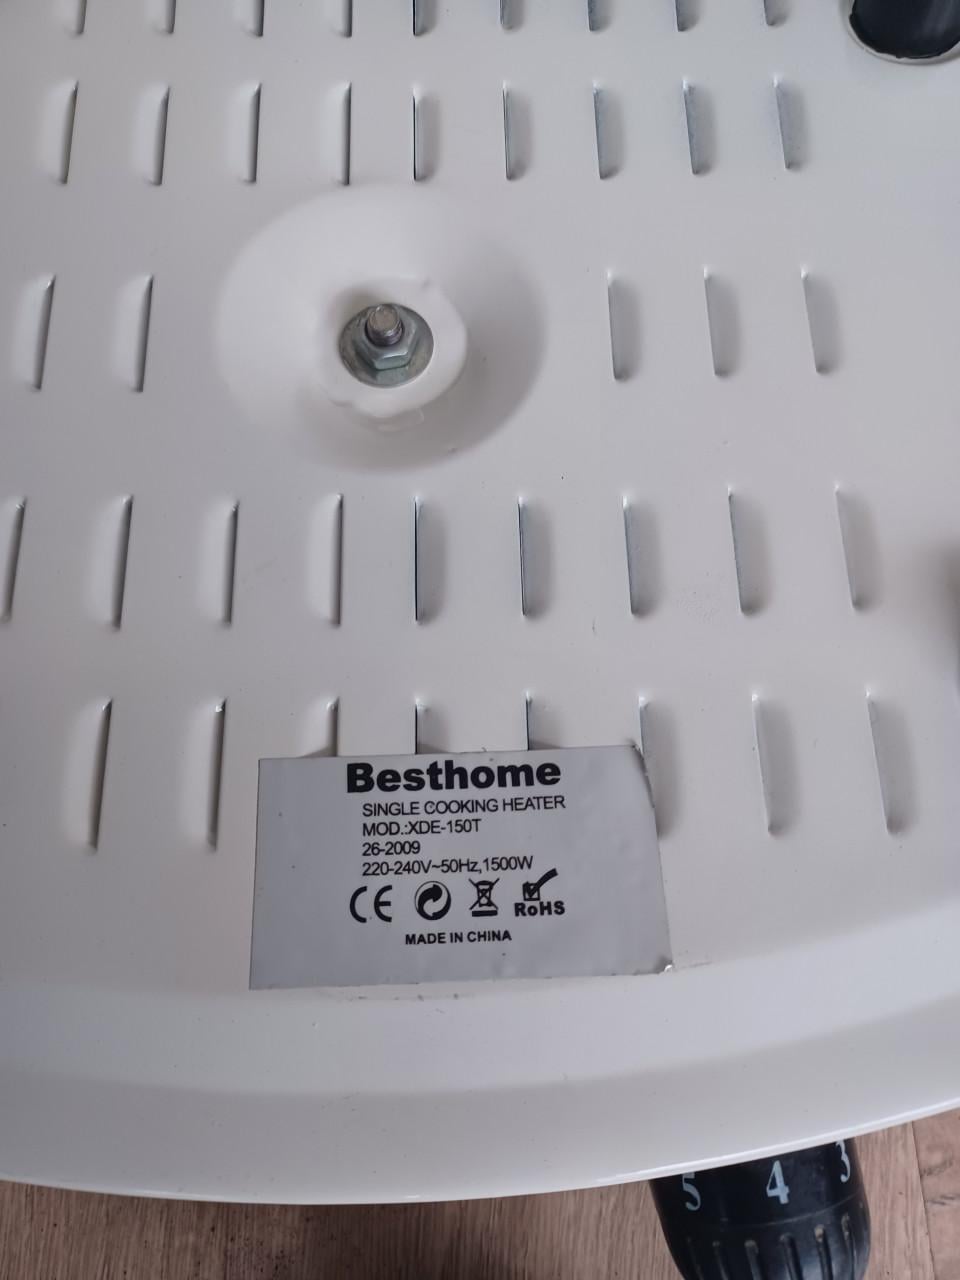 Besthome
SINGLE COOKING HEATER
MOD.:XDE-150T
26-2009
220-240V~50Hz,1500W
CE
RoHS
MADE IN CHINA
5 4 3